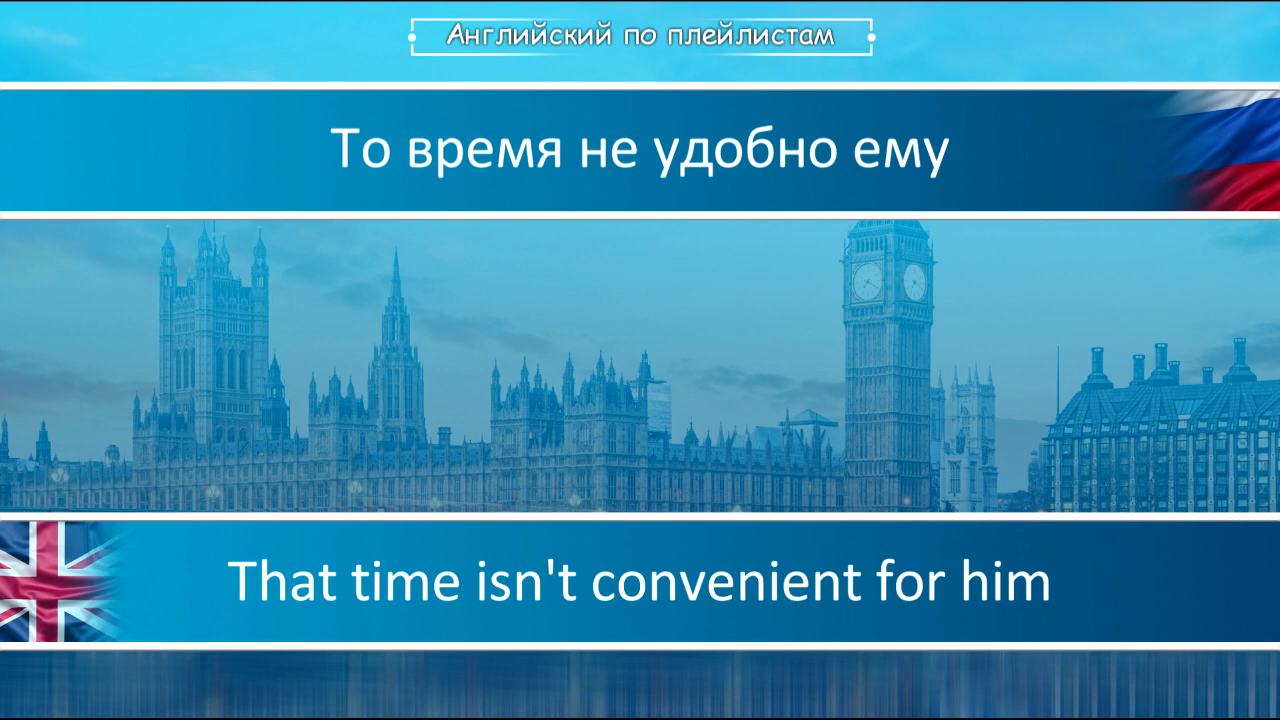 Английский по плейлистам
То время не удобно ему
That time isn't convenient for him